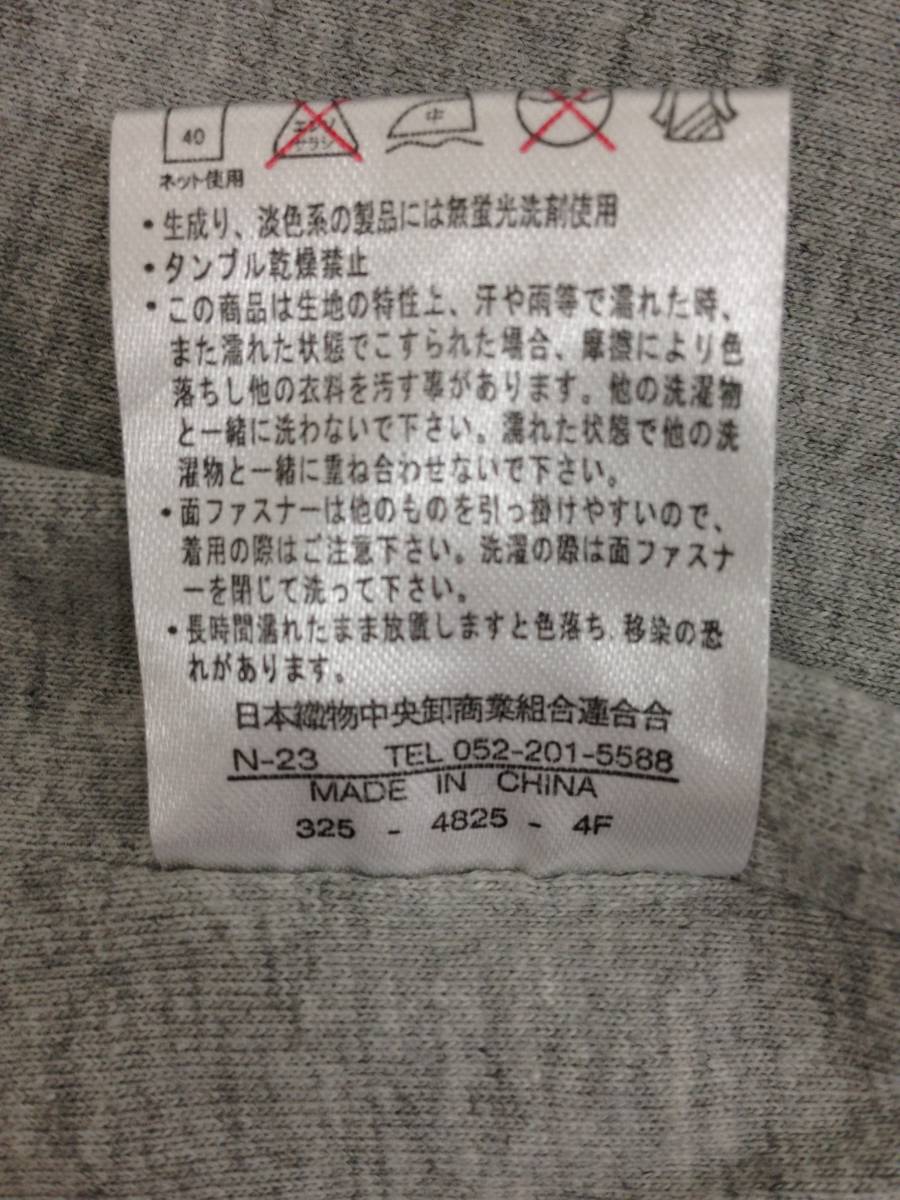 40
エンソ
サラシ
中
ネット使用
・生成り、淡色系の製品には無蛍光洗剤使用
・タンブル乾燥禁止
・この商品は生地の特性上、汗や雨等で濡れた時、
また濡れた状態でこすられた場合、摩擦により色
落ちし他の衣料を汚す事があります。他の洗濯物
と一緒に洗わないで下さい。濡れた状態で他の洗
濯物と一緒に重ね合わせないで下さい。
・面ファスナーは他のものを引っ掛けやすいので、
着用の際はご注意下さい。洗濯の際は面ファスナ
ーを閉じて洗って下さい。
・長時間濡れたまま放置しますと色落ち、移染の恐
れがあります。
日本織物中央卸商業組合連合会
N-23 TEL 052-201-5588
MADE IN CHINA
325 - 4825 - 4F